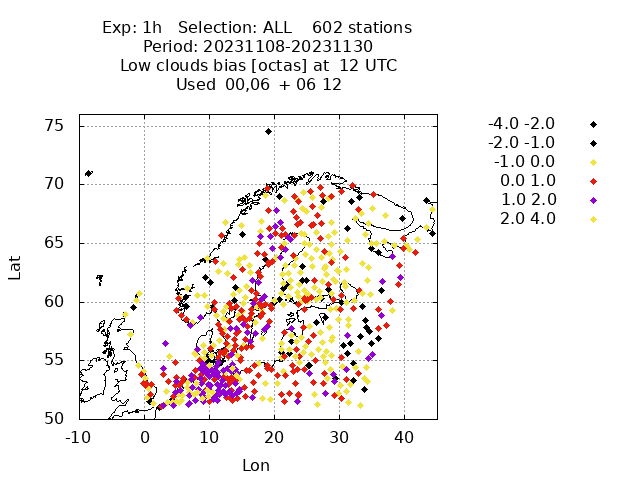 Exp: 1h   Selection: ALL    602 stations
Period: 20231108-20231130
Low clouds bias [octas] at  12 UTC
Used  00,06  + 06 12
75
70
65
60
55
50
Lat
-10 0 10 20 30 40
Lon
-4.0 -2.0
-2.0 -1.0
-1.0 0.0
0.0 1.0
1.0 2.0
2.0 4.0